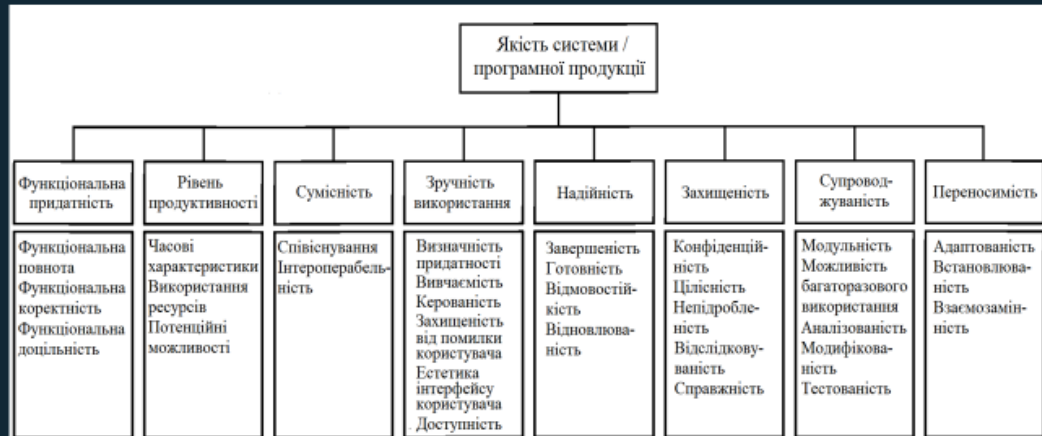 Якість системи /
програмної продукції
Функціональна
придатність
Функціональна
повнота
Функціональна
коректність
Функціональна
доцільність
Рівень
продуктивності
Часові
характеристики
Використання
ресурсів
Потенційні
можливості
Сумісність
Співіснування
Інтероперабель-
ність
Зручність
використання
Визначність
придатності
Вивчаємість
Керованість
Захищеність
від помилки
користувача
Естетика
інтерфейсу
користувача
Доступність
Надійність
Завершеність
Готовність
Відмовостій-
кість
Відновлюва-
ність
Захищеність
Конфіденцій-
ність
Цілісність
Непідробле-
ність
Відслідкову-
ваність
Справжність
Супровод-
жуваність
Модульність
Можливість
багаторазового
використання
Аналізованість
Модифікова-
ність
Тестованість
Переносимість
Адаптованість
Встановлюва-
ність
Взаємозамін-
ність